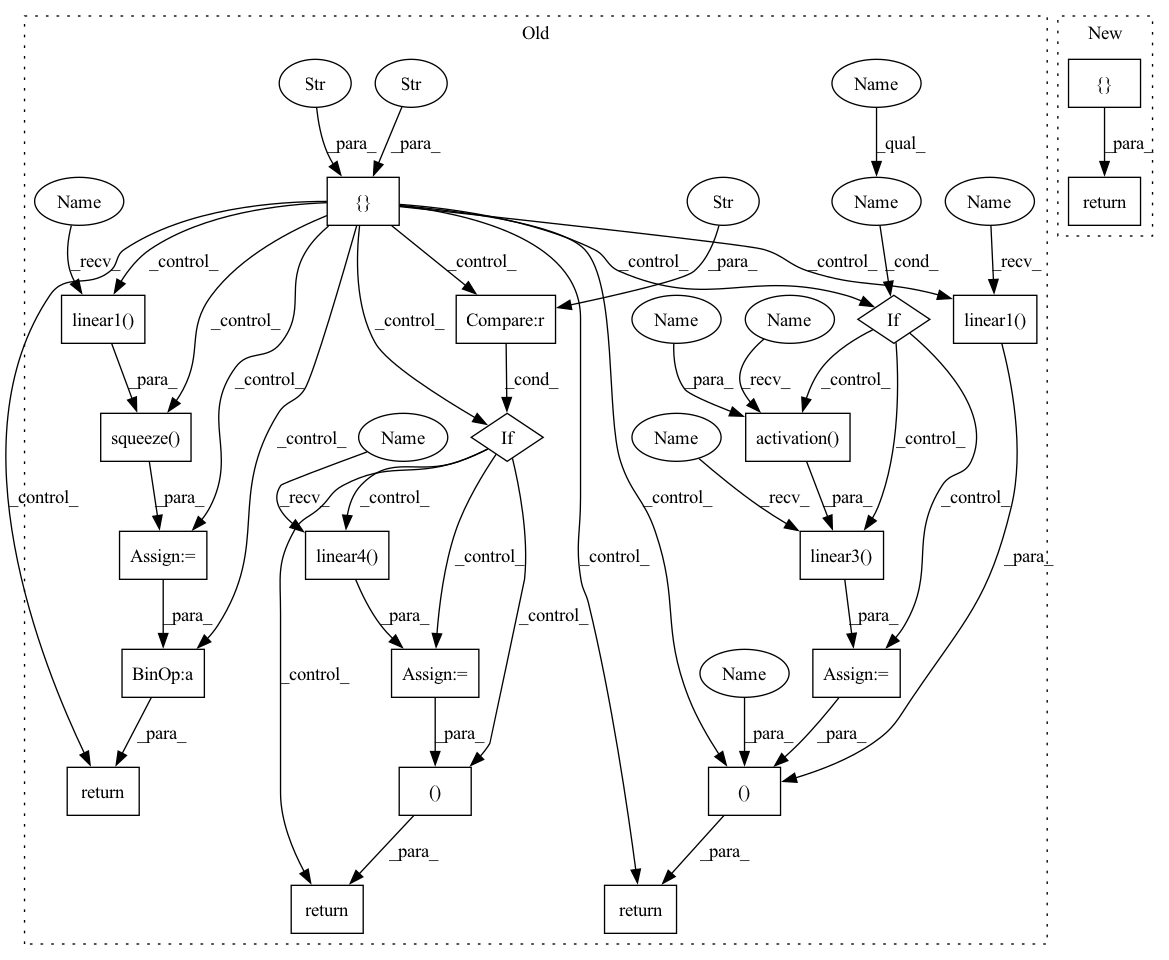 Old
New
Str
Str
Name
{}
_para_
_para_
_qual_
_para_
Name
{}
Str
Name
Name
return
_recv_
_control_
_control_
_para_
_control_
_cond_
_control_
_recv_
linear1()
_control_
Compare:r
Name
Name
If
linear1()
_para_
_control_
_control_
_cond_
_para_
_recv_
_control_
squeeze()
Name
If
Name
activation()
_control_
_control_
_para_
_control_
_recv_
_control_
_control_
_recv_
_para_
_control_
Assign:=
linear4()
linear3()
_control_
_control_
_para_
_para_
_para_
_control_
_para_
BinOp:a
_control_
Assign:=
Name
Assign:=
_para_
_para_
_para_
_para_
return
()
()
_para_
_para_
return
return